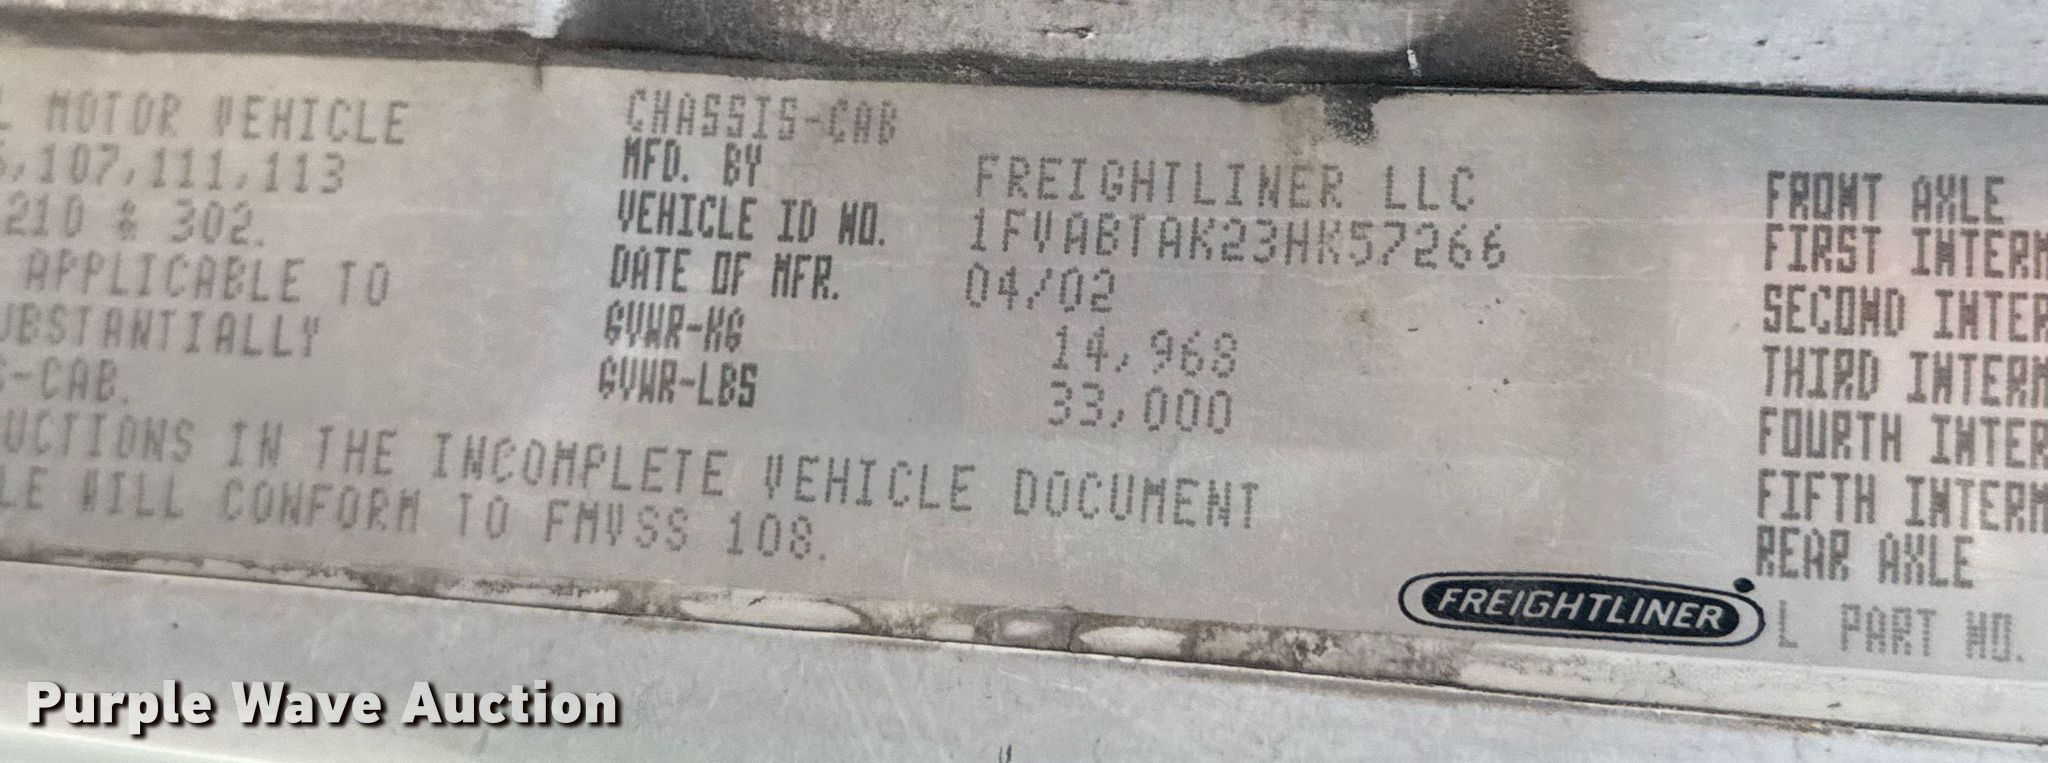 L MOTOR VEHICLE
,107,111,113
210 & 302.
APPLICABLE TO
UBSTANTIALLY
S-CAB.
UCTIONS IN THE INCOMPLETE VEHICLE DOCUMENT
LE WILL CONFORM TO FMVSS 108.
CHASSIS-CAB
MFD. BY FREIGHTLINER LLC
VEHICLE ID NO. 1FVABTAK23HK57266
DATE OF MFR. 04/02
GVWR-KG 14,968
GVWR-LBS 33,000
FRONT AXLE
FIRST INTERM
SECOND INTER
THIRD INTERM
FOURTH INTER
FIFTH INTERM
REAR AXLE
FREIGHTLINER
L PART NO.
Purple Wave Auction